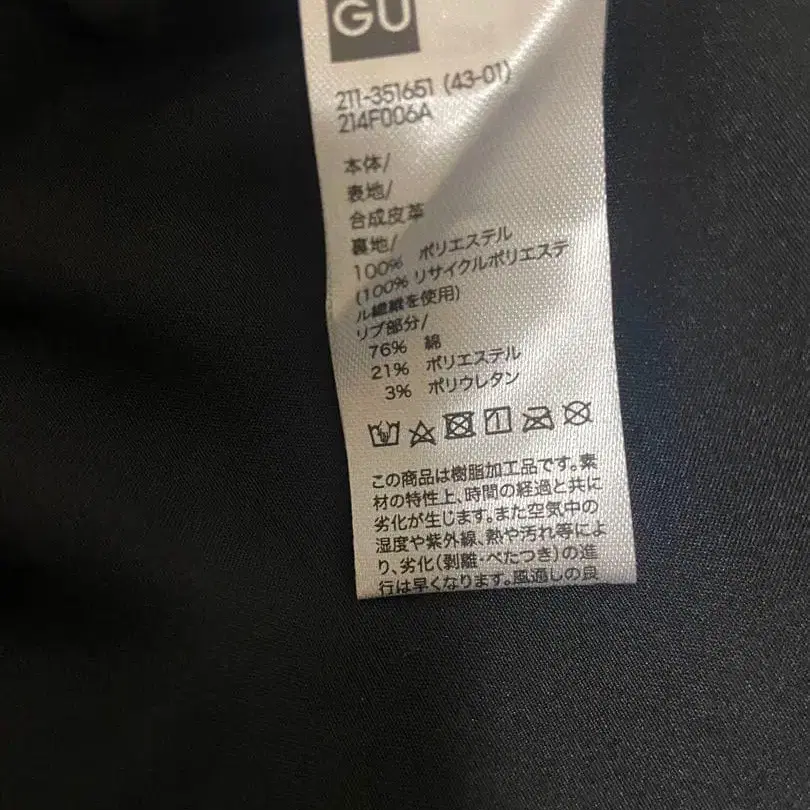 GU
211-351651 (43-01)
214F006A
本体/
表地/
合成皮革
裏地/
100% ポリエステル
(100% リサイクルポリエステ
ル繊維を使用)
リブ部分/
76% 綿
21% ポリエステル
3% ポリウレタン
この商品は樹脂加工品です。素
材の特性上、時間の経過と共に
劣化が生じます。また空気中の
湿度や紫外線、熱や汚れ等によ
り、劣化(剥離・べたつき)の進
行は早くなります。風通しの良